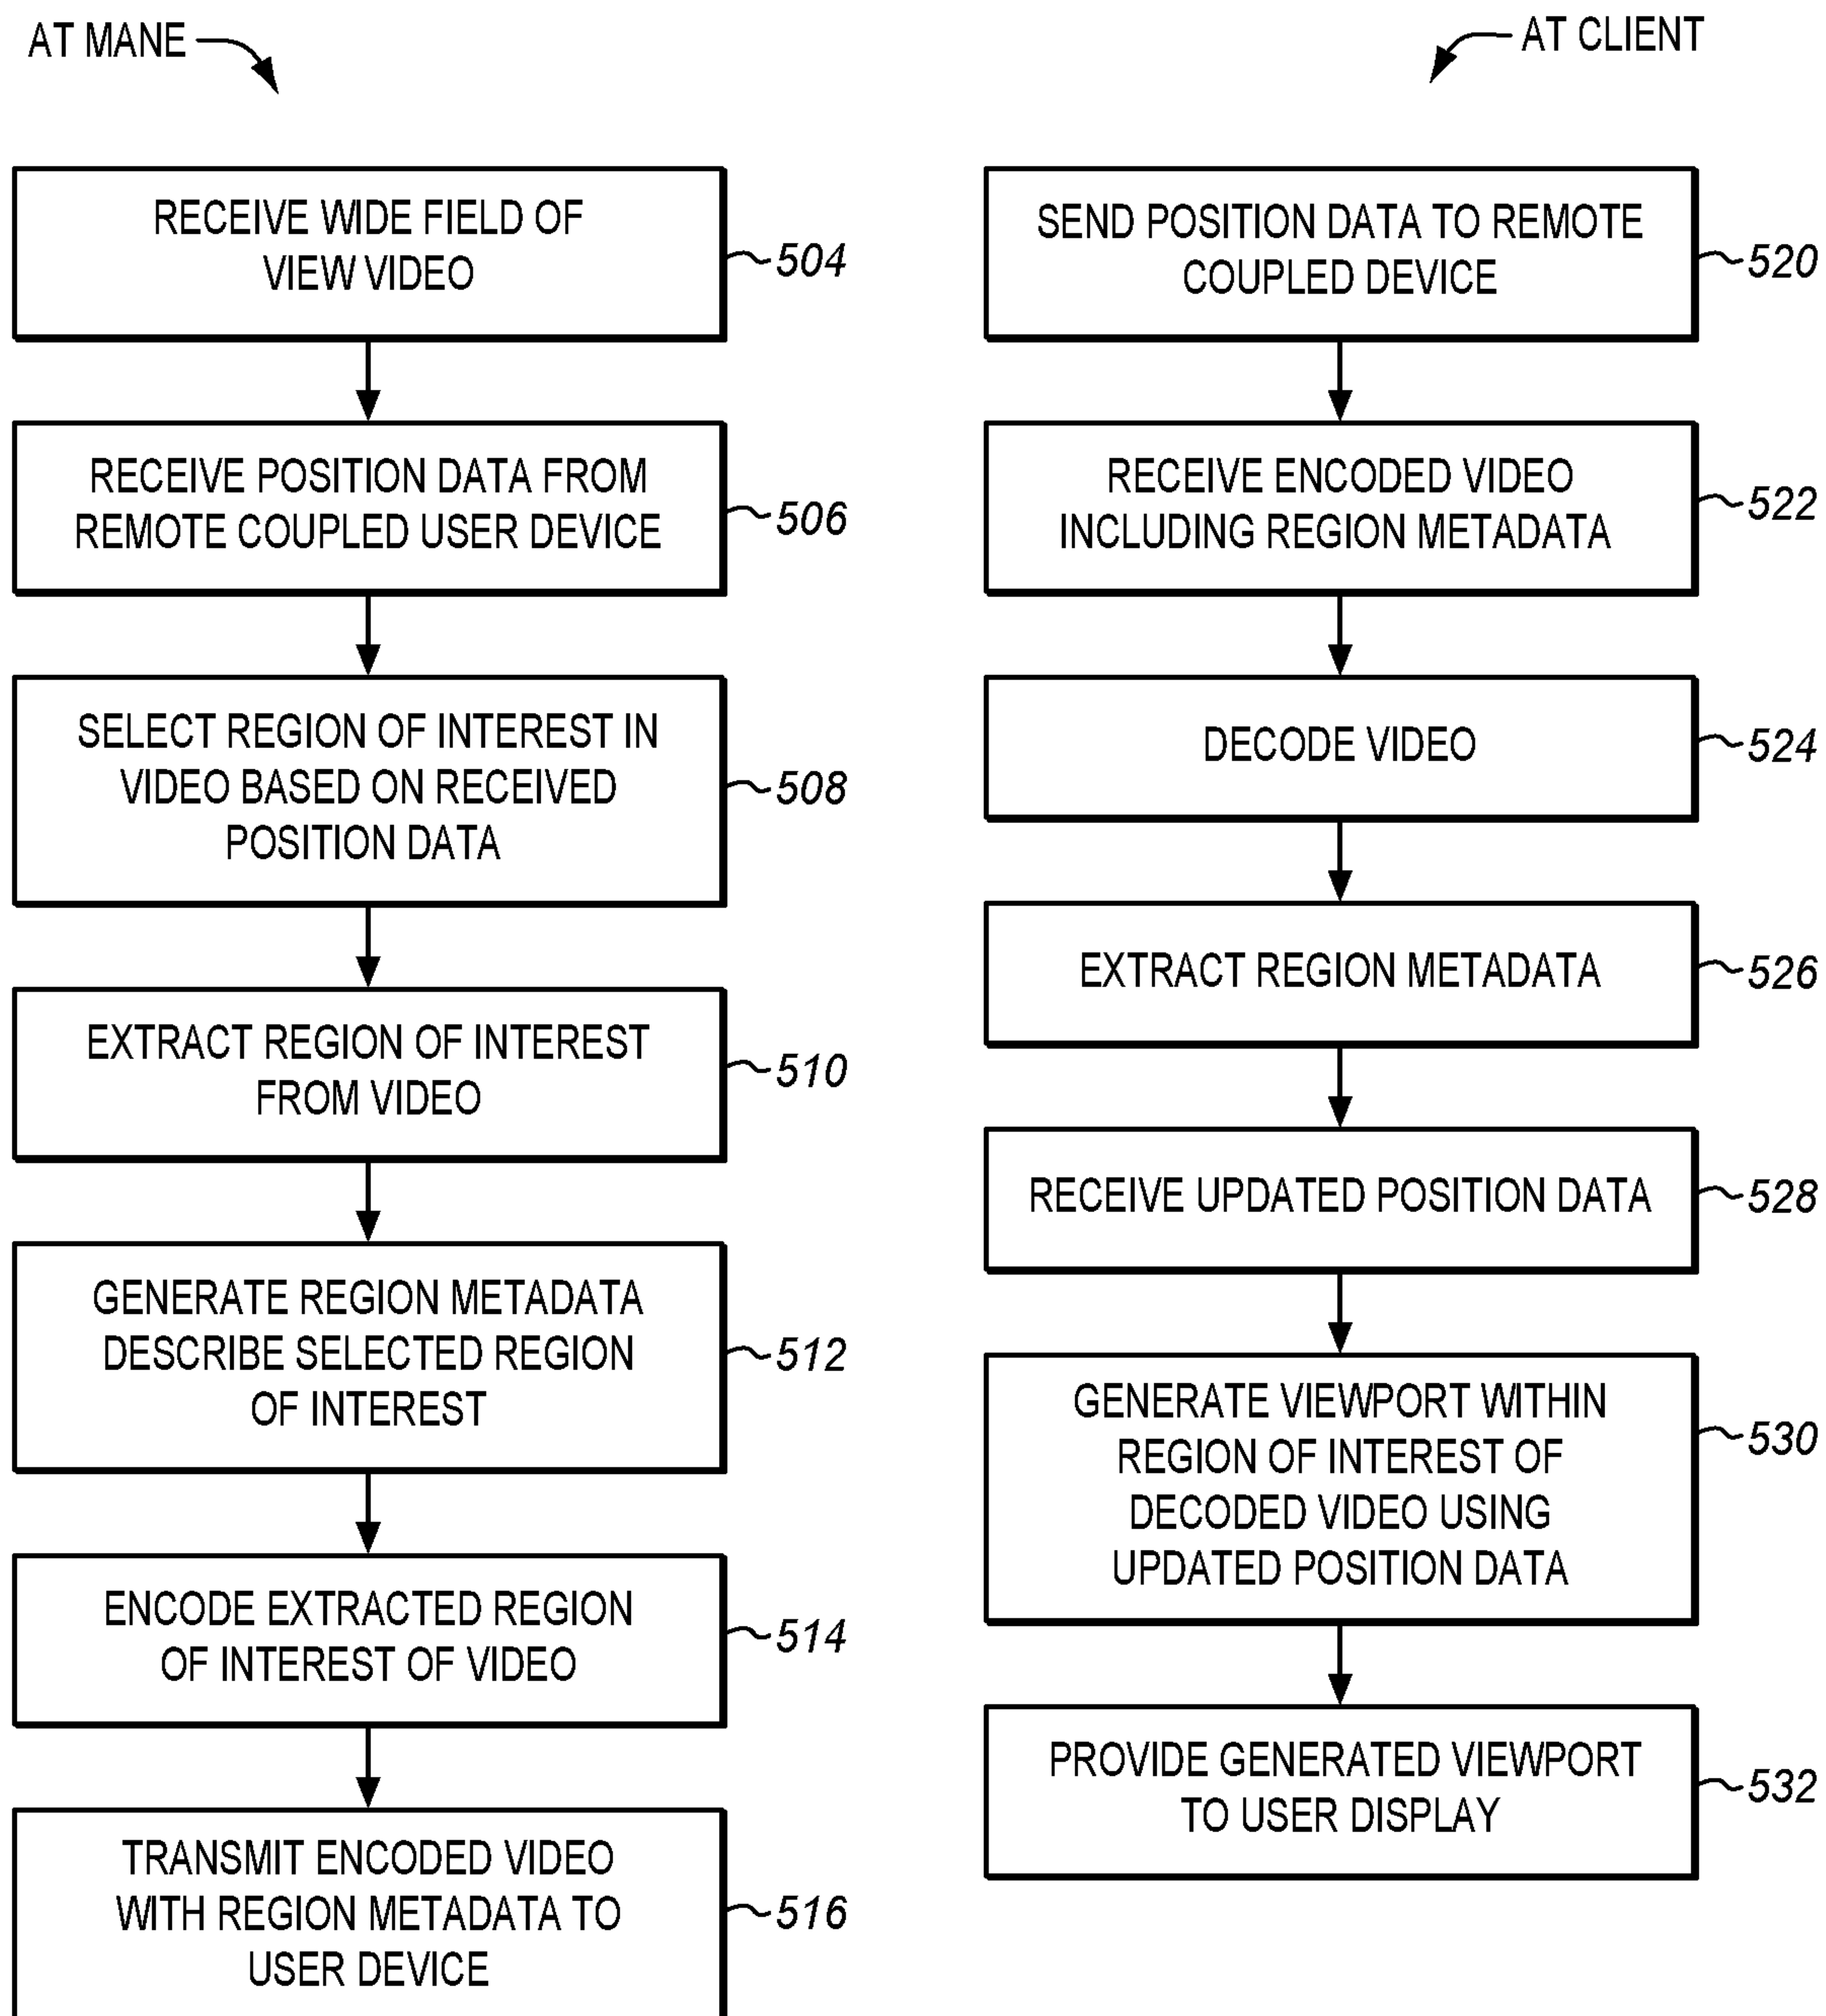 AT MANE
RECEIVE WIDE FIELD OF
VIEW VIDEO
504
RECEIVE POSITION DATA FROM
REMOTE COUPLED USER DEVICE
506
SELECT REGION OF INTEREST IN
VIDEO BASED ON RECEIVED
POSITION DATA
508
EXTRACT REGION OF INTEREST
FROM VIDEO
510
GENERATE REGION METADATA
DESCRIBE SELECTED REGION
OF INTEREST
512
ENCODE EXTRACTED REGION
OF INTEREST OF VIDEO
514
TRANSMIT ENCODED VIDEO
WITH REGION METADATA TO
USER DEVICE
516
AT CLIENT
SEND POSITION DATA TO REMOTE
COUPLED DEVICE
520
RECEIVE ENCODED VIDEO
INCLUDING REGION METADATA
522
DECODE VIDEO
524
EXTRACT REGION METADATA
526
RECEIVE UPDATED POSITION DATA
528
GENERATE VIEWPORT WITHIN
REGION OF INTEREST OF
DECODED VIDEO USING
UPDATED POSITION DATA
530
PROVIDE GENERATED VIEWPORT
TO USER DISPLAY
532